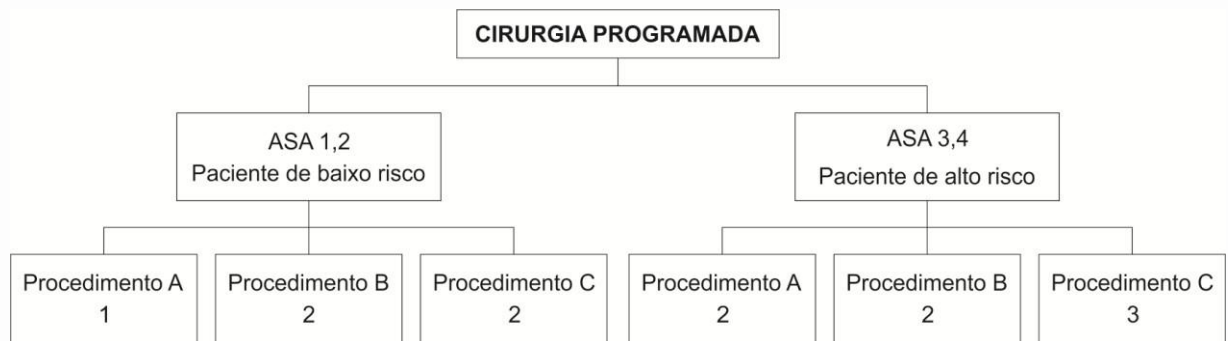 CIRURGIA PROGRAMADA
ASA 1,2
Paciente de baixo risco
ASA 3,4
Paciente de alto risco
Procedimento A
1
Procedimento B
2
Procedimento C
2
Procedimento A
2
Procedimento B
2
Procedimento C
3